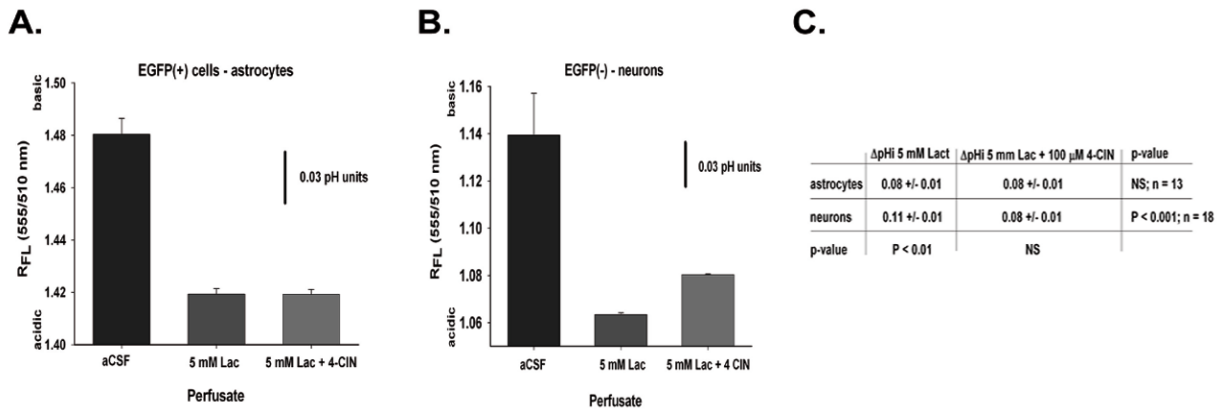 A.
EGFP(+) cells - astrocytes
basic
acidic
RFL (555/510 nm)
1.50
1.48
1.46
1.44
1.42
1.40
0.03 pH units
aCSF
5 mM Lac
5 mM Lac + 4-CIN
Perfusate
B.
EGFP(-) - neurons
basic
acidic
RFL (555/510 nm)
1.16
1.14
1.12
1.10
1.08
1.06
0.03 pH units
aCSF
5 mM Lac
5 mM Lac + 4 CIN
Perfusate
C.
ΔpHi 5 mM Lact ΔpHi 5 mm Lac + 100 μM 4-CIN p-value
astrocytes 0.08 +/- 0.01 0.08 +/- 0.01 NS; n = 13
neurons 0.11 +/- 0.01 0.08 +/- 0.01 P < 0.001; n = 18
p-value P < 0.01 NS